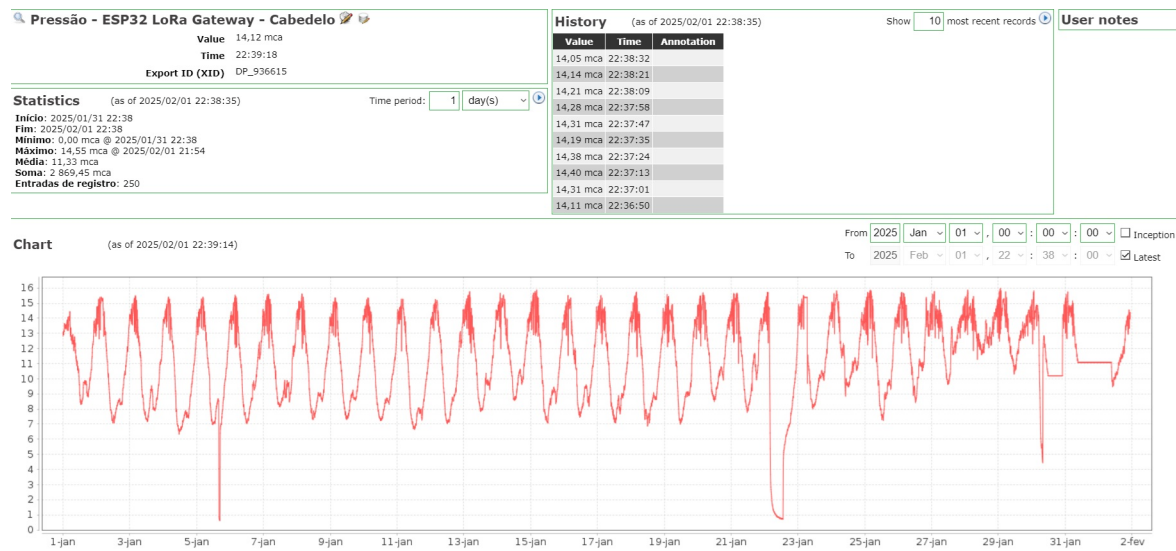 Pressão - ESP32 LoRa Gateway - Cabedelo
Value 14,12 mca
Time 22:39:18
Export ID (XID) DP_936615
Statistics (as of 2025/02/01 22:38:35) Time period: 1 day(s)
Início: 2025/01/31 22:38
Fim: 2025/02/01 22:38
Mínimo: 0,00 mca @ 2025/01/31 22:38
Máximo: 14,55 mca @ 2025/02/01 21:54
Média: 11,33 mca
Soma: 2 869,45 mca
Entradas de registro: 250
History (as of 2025/02/01 22:38:35) Show 10 most recent records
Value Time Annotation
14,05 mca 22:38:32
14,14 mca 22:38:21
14,21 mca 22:38:09
14,28 mca 22:37:58
14,31 mca 22:37:47
14,19 mca 22:37:35
14,38 mca 22:37:24
14,40 mca 22:37:13
14,31 mca 22:37:01
14,11 mca 22:36:50
User notes
Chart (as of 2025/02/01 22:39:14)
From 2025 Jan 01 , 00 : 00 : 00 Inception
To 2025 Feb 01 , 22 : 38 : 00 Latest
16
15
14
13
12
11
10
9
8
7
6
5
4
3
2
1
0
1-jan 3-jan 5-jan 7-jan 9-jan 11-jan 13-jan 15-jan 17-jan 19-jan 21-jan 23-jan 25-jan 27-jan 29-jan 31-jan 2-fev